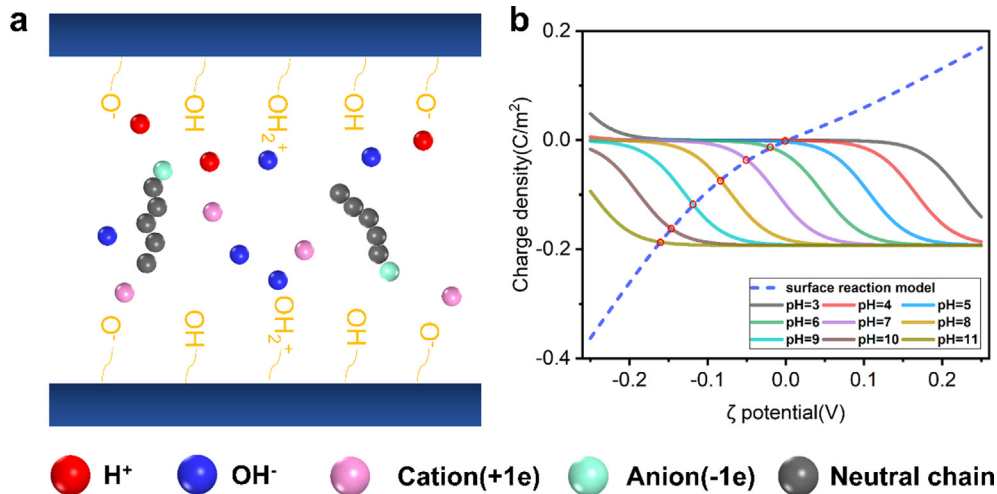 a
O-
OH
OH2+
OH
O-
O-
OH
OH2+
OH
O-
H+
OH-
Cation(+1e)
Anion(-1e)
Neutral chain
b
Charge density(C/m²)
0.2
0.0
-0.2
-0.4
surface reaction model
pH=3 pH=4 pH=5
pH=6 pH=7 pH=8
pH=9 pH=10 pH=11
-0.2 -0.1 0.0 0.1 0.2
ζ potential(V)